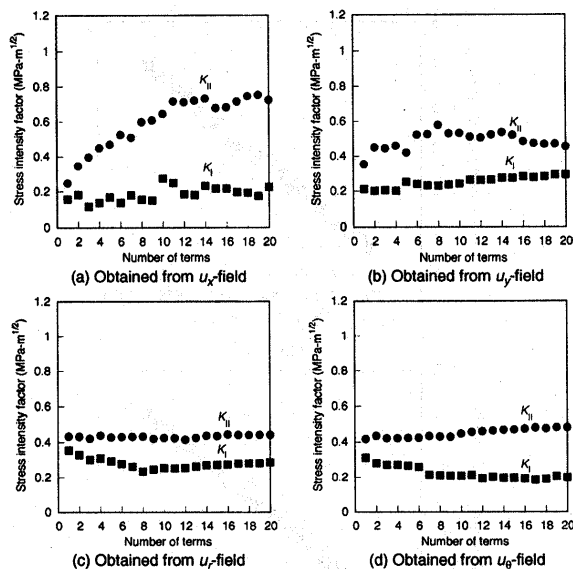 Stress intensity factor (MPa-m1/2)
1.2
1
0.8
0.6
0.4
0.2
0
KII
KI
0 2 4 6 8 10 12 14 16 18 20
Number of terms
(a) Obtained from ux-field
Stress intensity factor (MPa-m1/2)
1.2
1
0.8
0.6
0.4
0.2
0
KII
KI
0 2 4 6 8 10 12 14 16 18 20
Number of terms
(b) Obtained from uy-field
Stress intensity factor (MPa-m1/2)
1.2
1
0.8
0.6
0.4
0.2
0
KII
KI
0 2 4 6 8 10 12 14 16 18 20
Number of terms
(c) Obtained from ur-field
Stress intensity factor (MPa-m1/2)
1.2
1
0.8
0.6
0.4
0.2
0
KII
KI
0 2 4 6 8 10 12 14 16 18 20
Number of terms
(d) Obtained from uθ-field